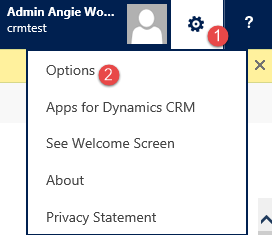 Admin Angie Wo...
crmtest
1
?
Options 2
Apps for Dynamics CRM
See Welcome Screen
About
Privacy Statement